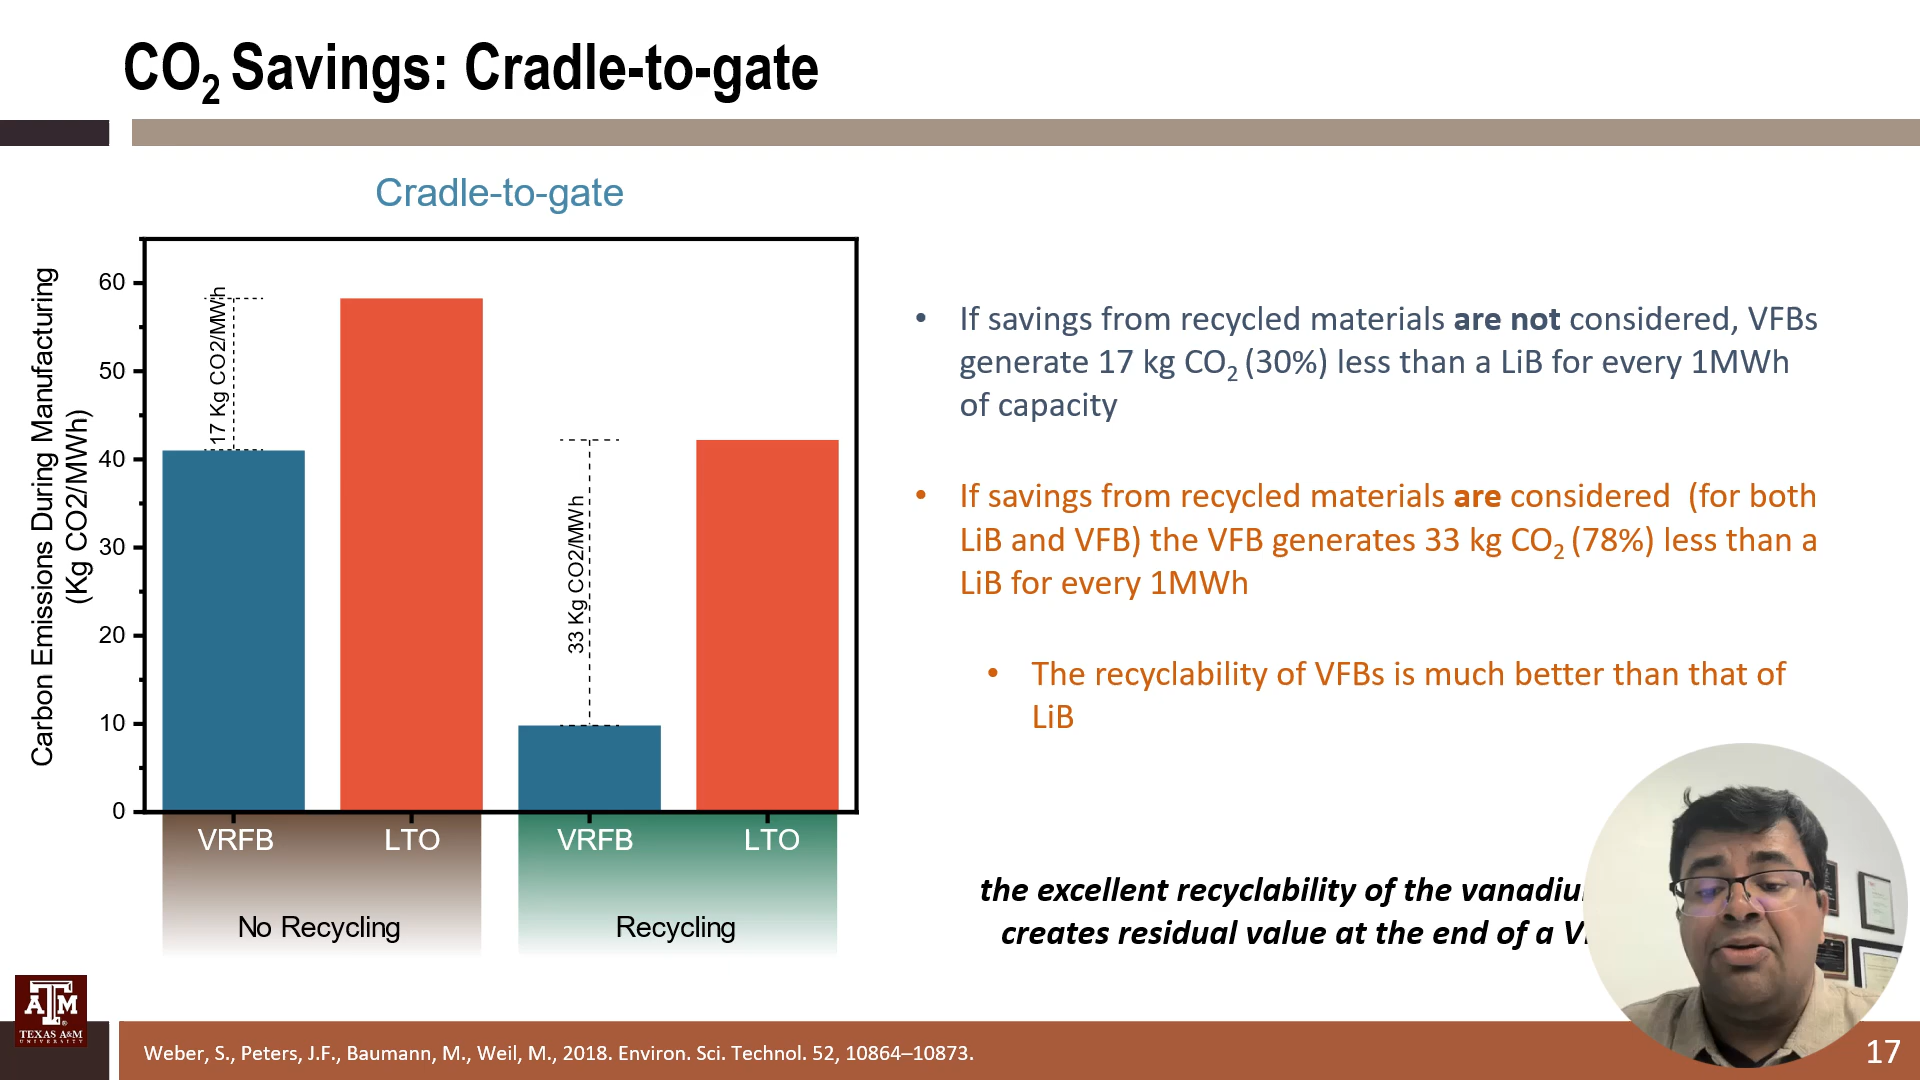 CO2 Savings: Cradle-to-gate
Cradle-to-gate
Carbon Emissions During Manufacturing
(Kg CO2/MWh)
60
50
40
30
20
10
0
17 Kg CO2/MWh
33 Kg CO2/MWh
VRFB
LTO
VRFB
LTO
No Recycling
Recycling
• If savings from recycled materials are not considered, VFBs
generate 17 kg CO2 (30%) less than a LiB for every 1MWh
of capacity
• If savings from recycled materials are considered (for both
LiB and VFB) the VFB generates 33 kg CO2 (78%) less than a
LiB for every 1MWh
• The recyclability of VFBs is much better than that of
LiB
the excellent recyclability of the
creates residual value at the end of a
ATM
TEXAS A&M
UNIVERSITY
Weber, S., Peters, J.F., Baumann, M., Weil, M., 2018. Environ. Sci. Technol. 52, 10864–10873.
17